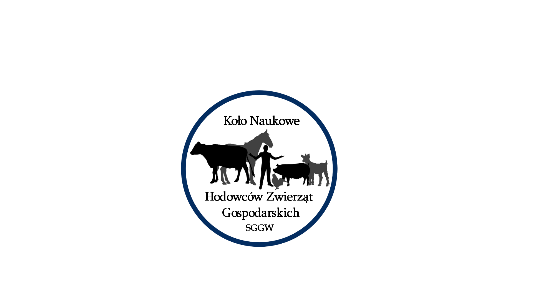 Koło Naukowe
Hodowców Zwierząt
Gospodarskich
SGGW